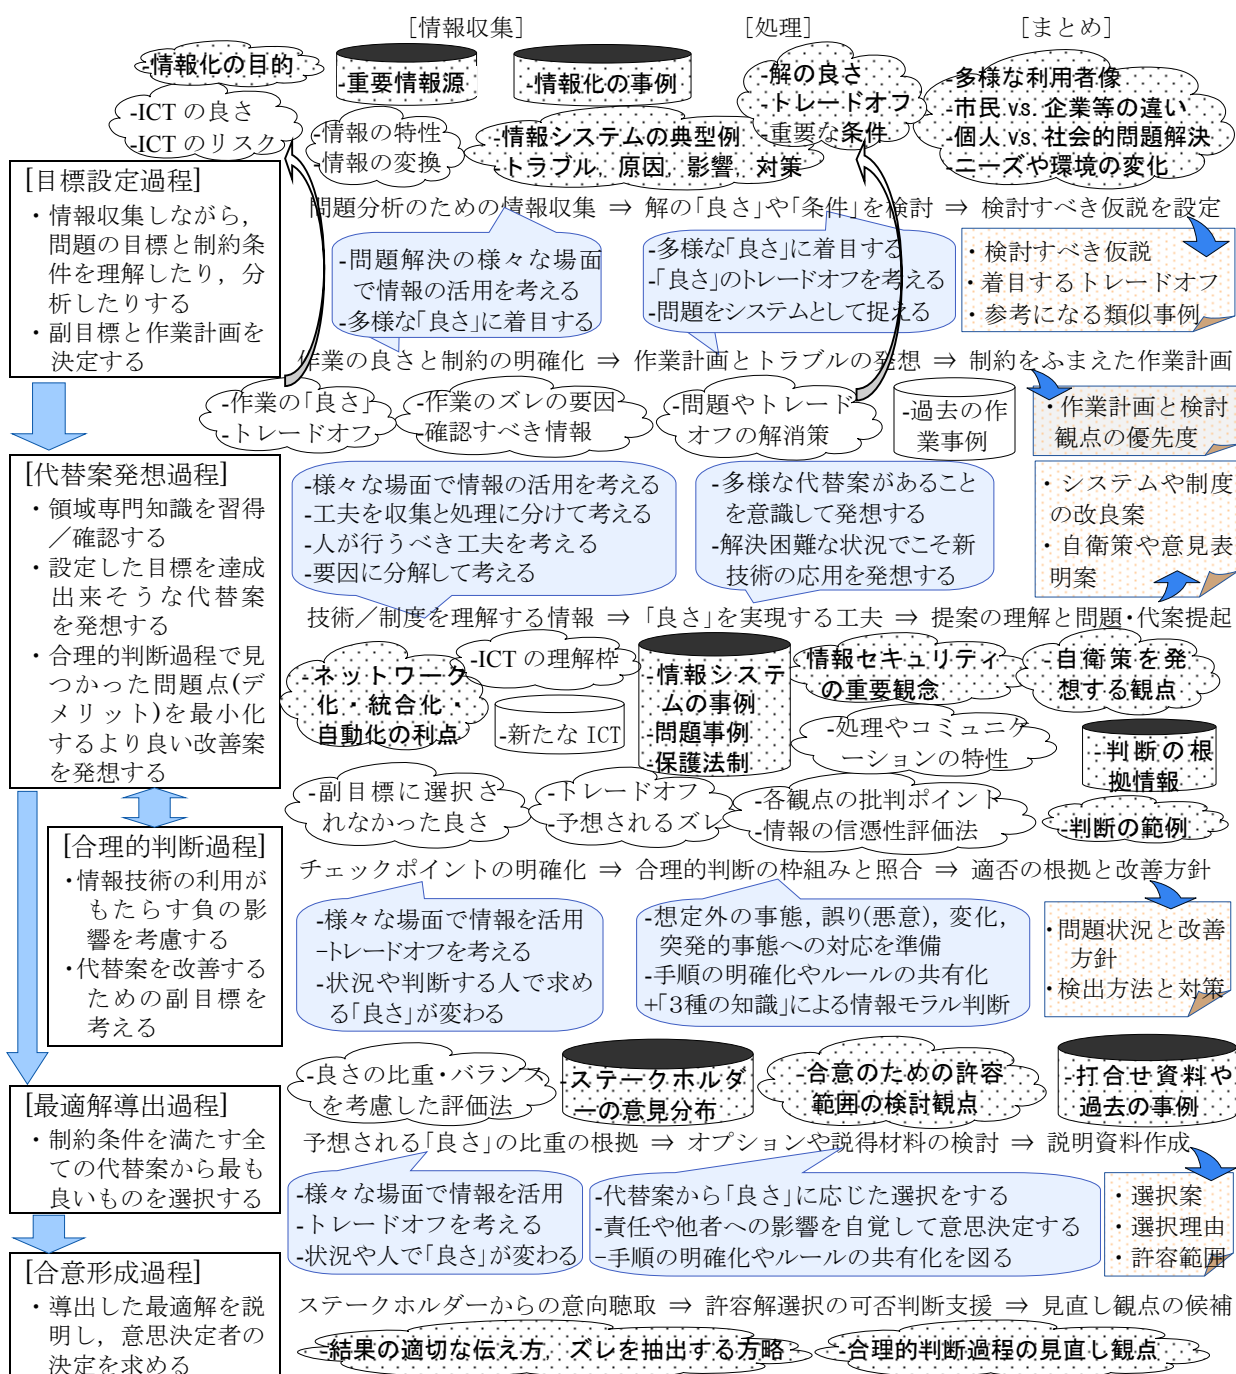 [情報収集]
[処理]
[まとめ]
-情報化の目的
-重要情報源
-情報化の事例
-解の良さ
-トレードオフ
-重要な条件
-多様な利用者像
-市民 vs. 企業等の違い
-個人 vs. 社会的問題解決
-ニーズや環境の変化
-ICT の良さ
-ICT のリスク
-情報の特性
-情報の変換
-情報システムの典型例
-トラブル, 原因, 影響, 対策
[目標設定過程]
・情報収集しながら,
問題の目標と制約条
件を理解したり, 分
析したりする
・副目標と作業計画を
決定する
問題分析のための情報収集 ⇒ 解の「良さ」や「条件」を検討 ⇒ 検討すべき仮説を設定
-問題解決の様々な場面
で情報の活用を考える
-多様な「良さ」に着目する
-多様な「良さ」に着目する
-「良さ」のトレードオフを考える
-問題をシステムとして捉える
・検討すべき仮説
・着目するトレードオフ
・参考になる類似事例
作業の良さと制約の明確化 ⇒ 作業計画とトラブルの発想 ⇒ 制約をふまえた作業計画
-作業の「良さ」
-トレードオフ
-作業のズレの要因
-確認すべき情報
-問題やトレード
オフの解消策
-過去の作
業事例
・作業計画と検討
観点の優先度
[代替案発想過程]
・領域専門知識を習得
／確認する
・設定した目標を達成
出来そうな代替案
を発想する
・合理的判断過程で見
つかった問題点(デ
メリット)を最小化
するより良い改善案
を発想する
-様々な場面で情報の活用を考える
-工夫を収集と処理に分けて考える
-人が行うべき工夫を考える
-要因に分解して考える
-多様な代替案があること
を意識して発想する
-解決困難な状況でこそ新
技術の応用を発想する
・システムや制度
の改良案
・自衛策や意見表
明案
技術／制度を理解する情報 ⇒ 「良さ」を実現する工夫 ⇒ 提案の理解と問題・代案提起
-ネットワーク
化・統合化・
自動化の利点
-ICT の理解枠
-新たな ICT
-情報システ
ムの事例
-問題事例
-保護法制
情報セキュリティ
の重要観念
-処理やコミュニケ
ーションの特性
-自衛策を発
想する観点
-判断の根
拠情報
-副目標に選択さ
れなかった良さ
-トレードオフ
-予想されるズレ
-各観点の批判ポイント
-情報の信憑性評価法
-判断の範例
[合理的判断過程]
・情報技術の利用が
もたらす負の影
響を考慮する
・代替案を改善する
ための副目標を
考える
チェックポイントの明確化 ⇒ 合理的判断の枠組みと照合 ⇒ 適否の根拠と改善方針
-様々な場面で情報を活用
-トレードオフを考える
-状況や判断する人で求め
る「良さ」が変わる
-想定外の事態, 誤り(悪意), 変化,
突発的事態への対応を準備
-手順の明確化やルールの共有化
+「3種の知識」による情報モラル判断
・問題状況と改善
方針
・検出方法と対策
-良さの比重・バランス
を考慮した評価法
-ステークホルダ
ーの意見分布
-合意のための許容
範囲の検討観点
-打合せ資料や
過去の事例
[最適解導出過程]
・制約条件を満たす全
ての代替案から最も
良いものを選択する
予想される「良さ」の比重の根拠 ⇒ オプションや説得材料の検討 ⇒ 説明資料作成
-様々な場面で情報を活用
-トレードオフを考える
-状況や人で「良さ」が変わる
-代替案から「良さ」に応じた選択をする
-責任や他者への影響を自覚して意思決定する
-手順の明確化やルールの共有化を図る
・選択案
・選択理由
・許容範囲
[合意形成過程]
・導出した最適解を説
明し, 意思決定者の
決定を求める
ステークホルダーからの意向聴取 ⇒ 許容解選択の可否判断支援 ⇒ 見直し観点の候補
-結果の適切な伝え方, ズレを抽出する方略
-合理的判断過程の見直し観点